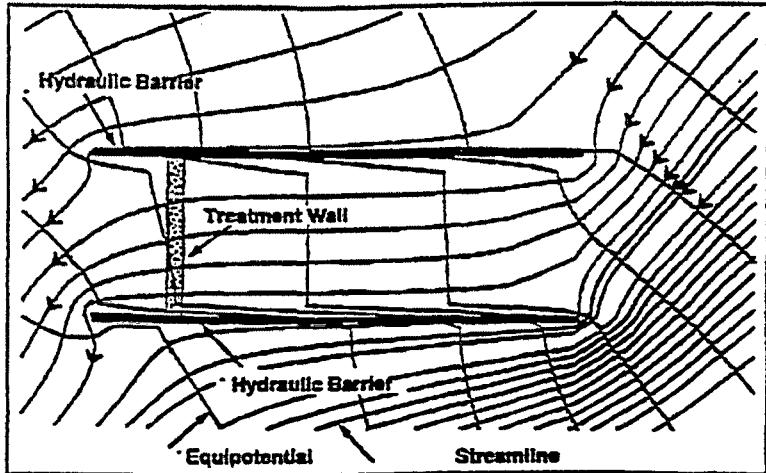 Hydraulic Barrier
Treatment Wall
Hydraulic Barrier
Equipotential
Streamline